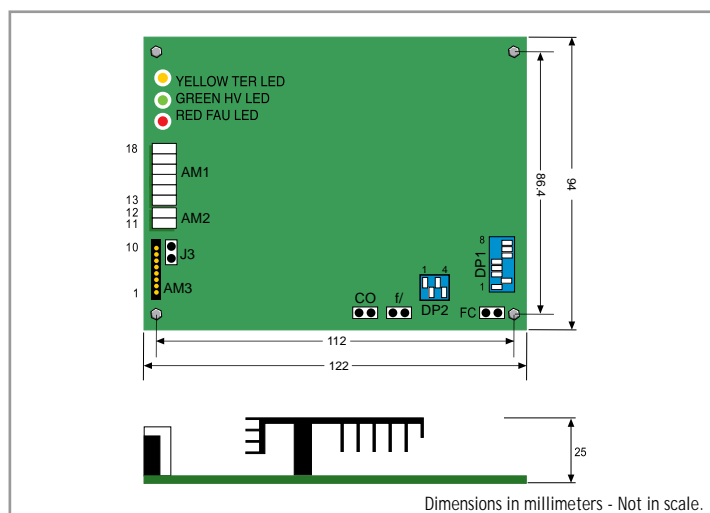 YELLOW TER LED
GREEN HV LED
RED FAU LED
18
AM1
13
12
AM2
11
10
J3
1
AM3
CO
f/
1 4
DP2
8
DP1
1
FC
86.4
94
112
122
25
Dimensions in millimeters - Not in scale.